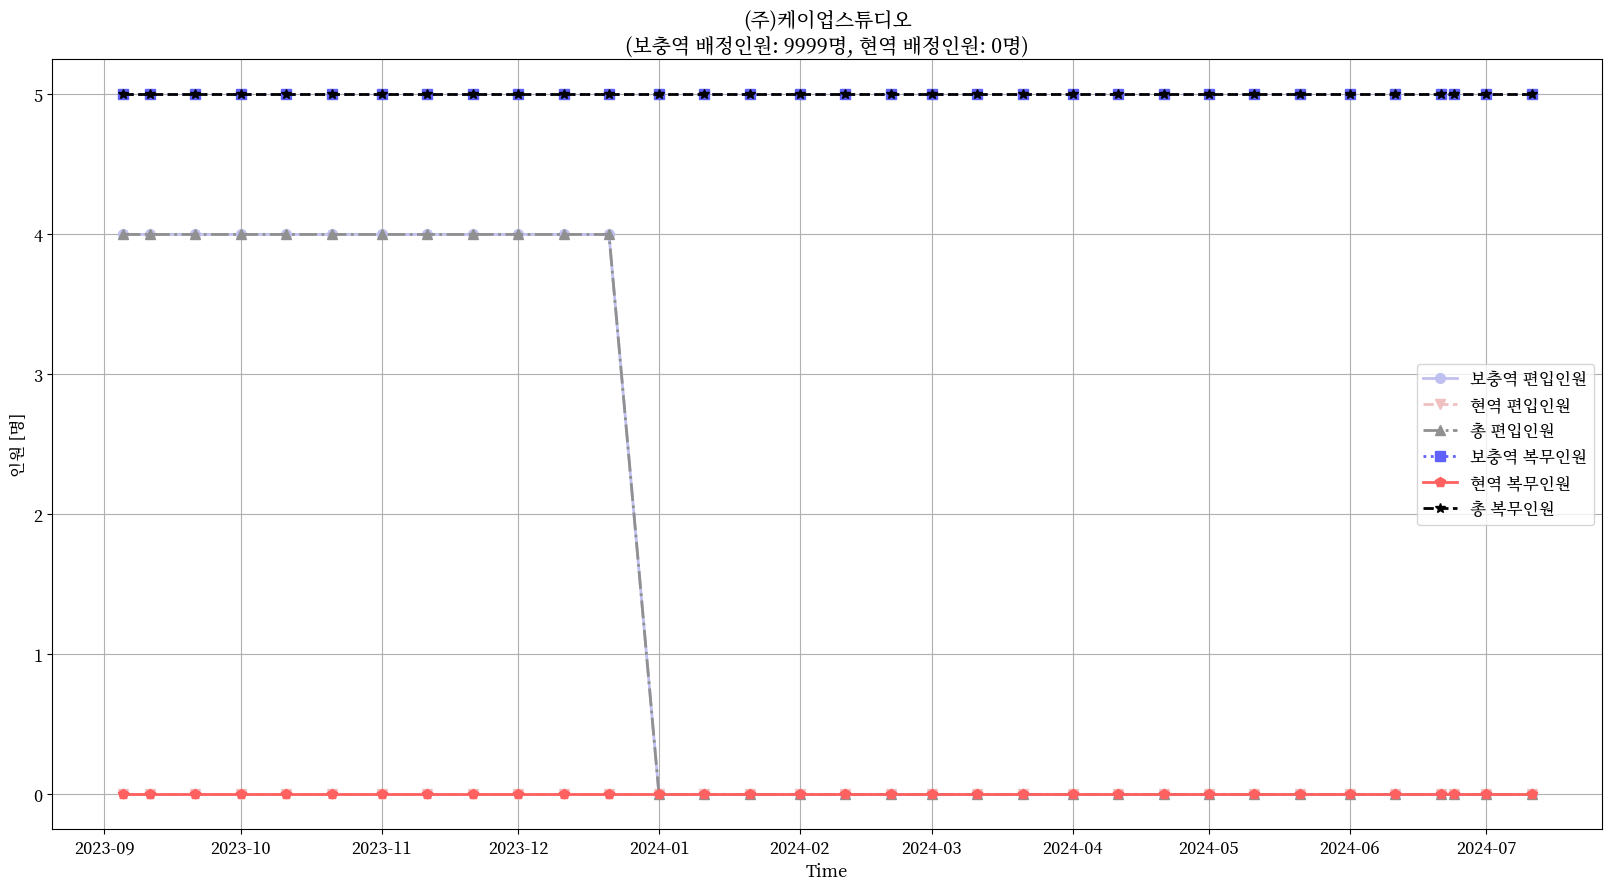 (주)케이업스튜디오
(보충역 배정인원: 9999명, 현역 배정인원: 0명)
5
4
3
2
1
0
인원 [명]
보충역 편입인원
현역 편입인원
총 편입인원
보충역 복무인원
현역 복무인원
총 복무인원
2023-09 2023-10 2023-11 2023-12 2024-01 2024-02 2024-03 2024-04 2024-05 2024-06 2024-07
Time